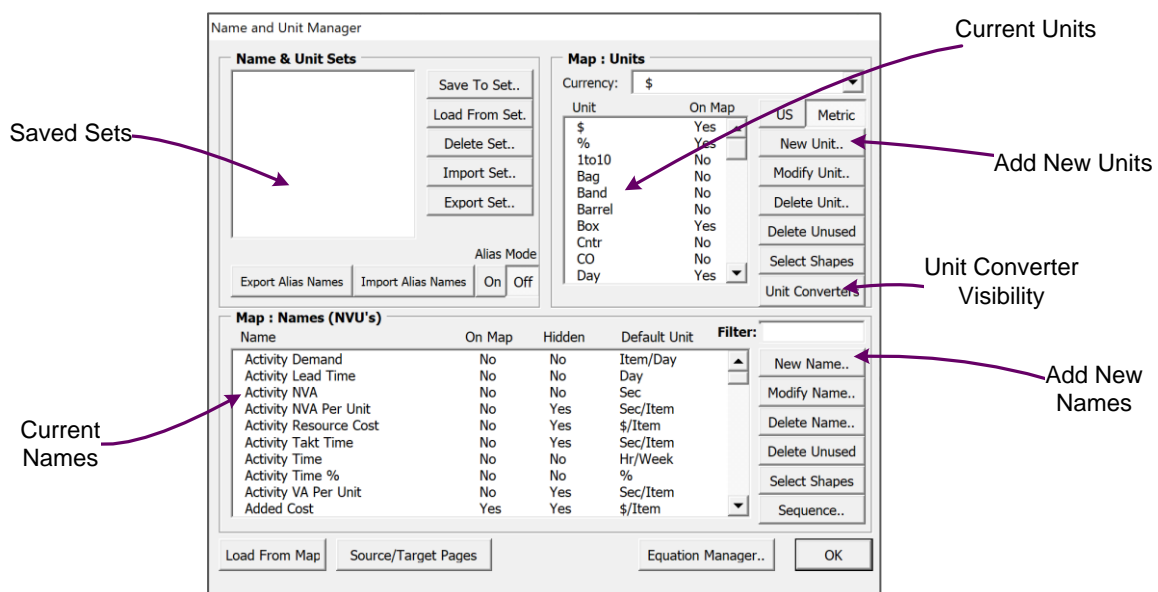 Name and Unit Manager
Current Units
Name & Unit Sets
Map : Units
Save To Set..
Currency: $
Load From Set.
Unit On Map
US Metric
Saved Sets
$ Yes
Delete Set..
% Yes
New Unit..
1to10 No
Add New Units
Import Set..
Bag No
Modify Unit..
Band No
Export Set..
Barrel No
Delete Unit..
Box Yes
Delete Unused
Cntr No
Alias Mode
CO No
Select Shapes
Day Yes
Unit Converter
Visibility
Export Alias Names Import Alias Names On Off
Unit Converters
Map : Names (NVU's)
Filter:
Name On Map Hidden Default Unit
Activity Demand No No Item/Day
New Name..
Activity Lead Time No No Day
Add New
Names
Activity NVA No No Sec
Modify Name..
Activity NVA Per Unit No Yes Sec/Item
Current
Names
Activity Resource Cost No Yes $/Item
Delete Name..
Activity Takt Time No Yes Sec/Item
Activity Time No No Hr/Week
Delete Unused
Activity Time % No No %
Select Shapes
Activity VA Per Unit No Yes Sec/Item
Added Cost Yes Yes $/Item
Sequence..
Load From Map Source/Target Pages Equation Manager.. OK